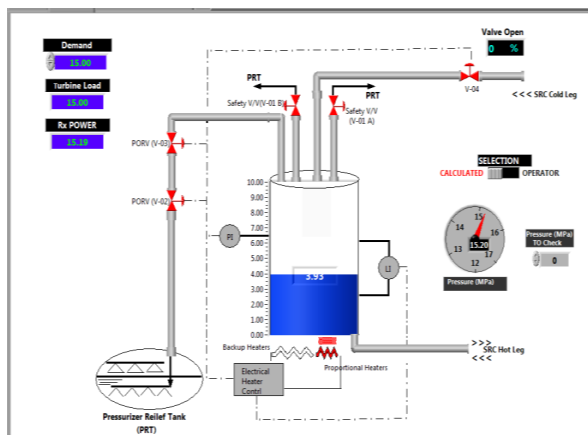 Demand
15.00
Turbine Load
15.00
Rx POWER
15.19
Valve Open
0 %
V-04
<<< SRC Cold Leg
PRT
PRT
Safety V/V(V-01 B)
Safety V/V
(V-01 A)
PORV (V-03)
PORV (V-02)
SELECTION
CALCULATED
OPERATOR
10.00
9.00
8.00
7.00
6.00
5.00
4.00
3.00
2.00
1.00
0.00
3.93
PI
LI
14
15
16
13
17
12
15.20
Pressure (MPa)
Pressure (MPa)
TO Check
0
>>>
SRC Hot Leg
<<<
Backup Heaters
Proportional Heaters
Electrical
Heater
Contrl
Pressurizer Reilef Tank
(PRT)